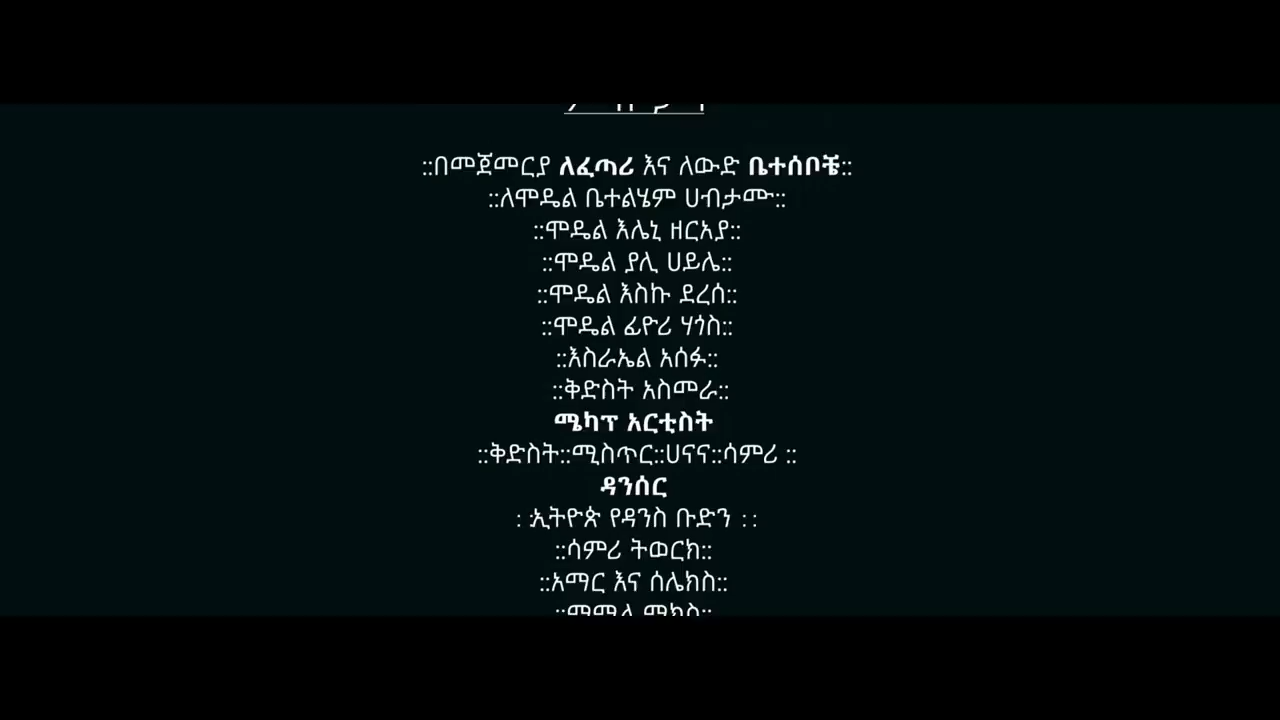 ::በመጀመርያ ለፈጣሪ እና ለውድ ቤተሰቦቼ::
::ለሞዴል ቤተልሄም ሀብታሙ::
::ሞዴል እሌኒ ዘርአያ::
::ሞዴል ያሊ ሀይሌ::
::ሞዴል እስኩ ደረሰ::
::ሞዴል ፊዮሪ ሃጎስ::
::እስራኤል አሰፋ::
::ቅድስት አስመራ::
ሜካፕ አርቲስት
::ቅድስት::ሚስጥር::ሀናና::ሳምሪ ::
ዳንሰር
: :ኢትዮጵ የዳንስ ቡድን ::
::ሳምሪ ትወርክ::
::አማር እና ሰሌክስ::